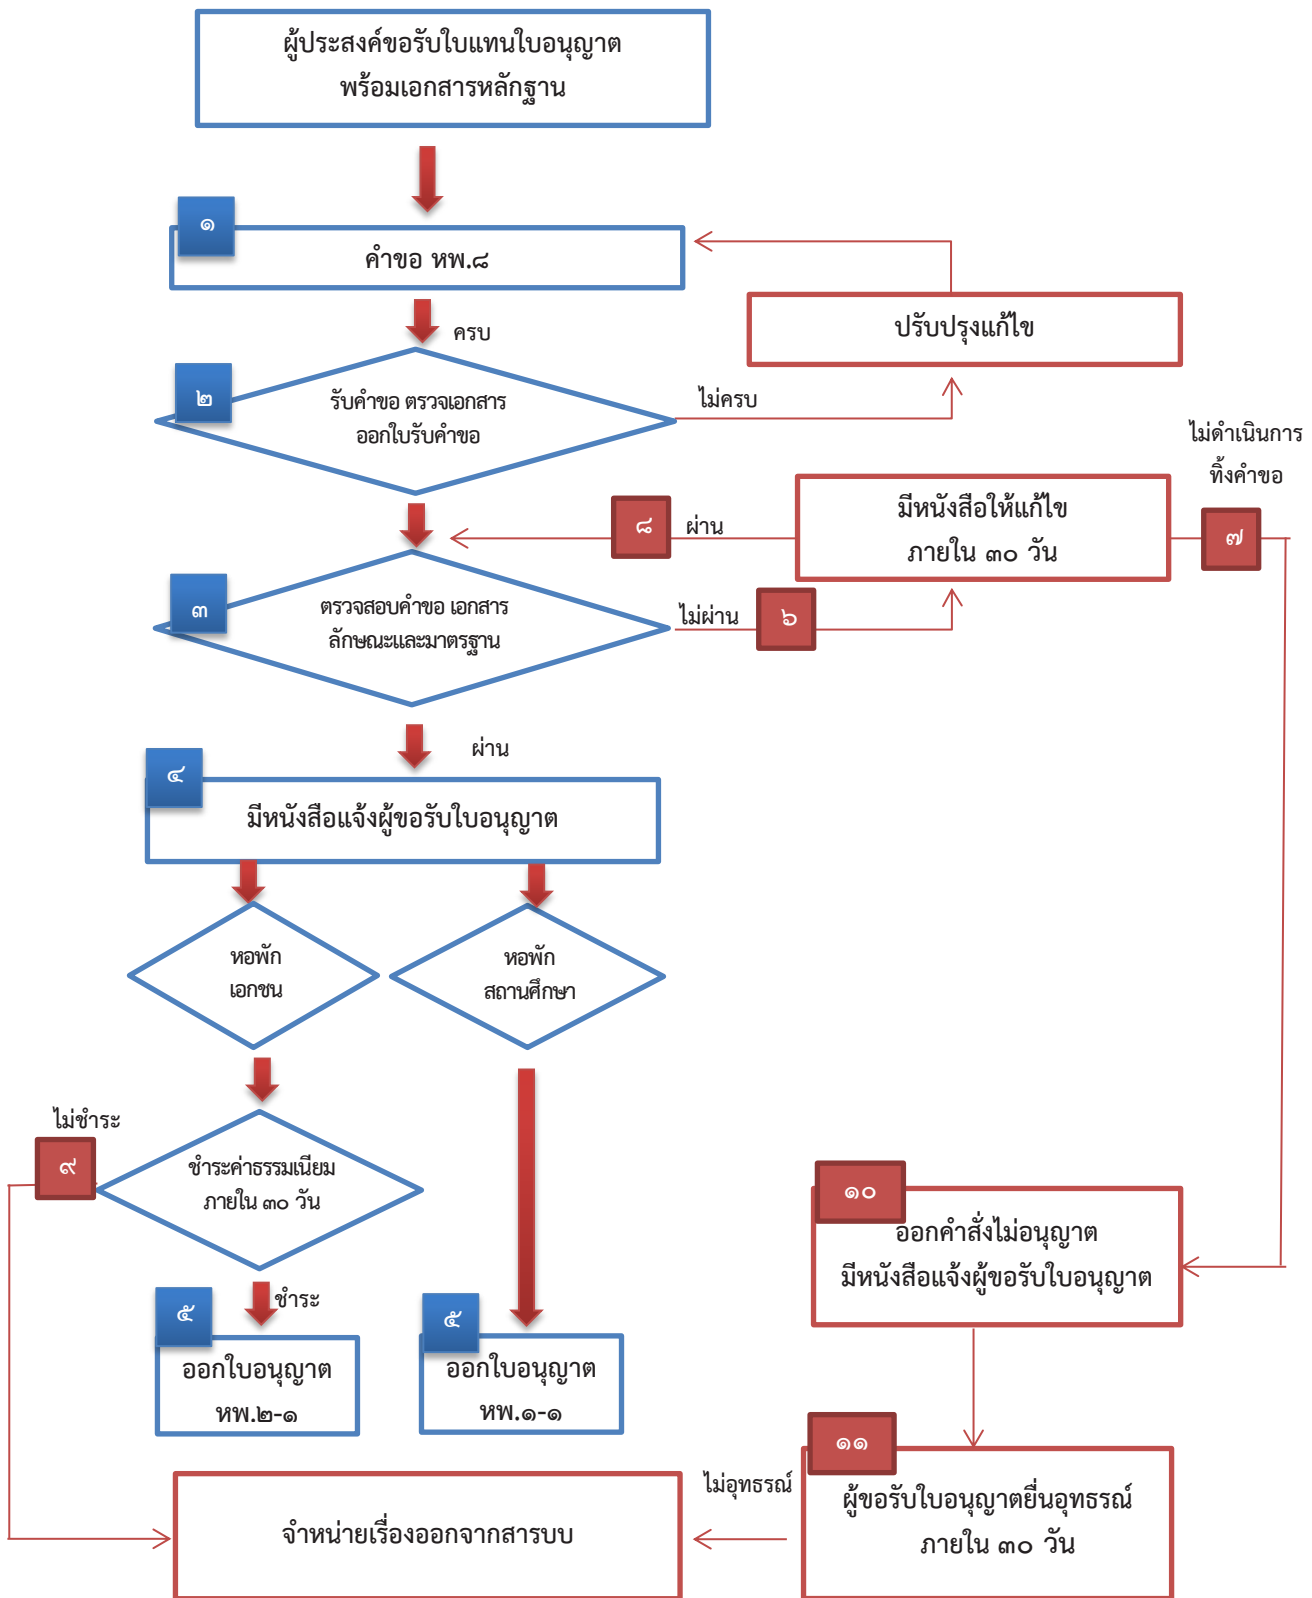 ผู้ประสงค์ขอรับใบแทนใบอนุญาต
พร้อมเอกสารหลักฐาน
๑
คำขอ หพ.๘
ปรับปรุงแก้ไข
ครบ
๒
รับคำขอ ตรวจเอกสาร
ออกใบรับคำขอ
ไม่ครบ
ไม่ดำเนินการ
ทิ้งคำขอ
มีหนังสือให้แก้ไข
ภายใน ๓๐ วัน
๘
ผ่าน
๗
๓
ตรวจสอบคำขอ เอกสาร
ลักษณะและมาตรฐาน
ไม่ผ่าน
๖
ผ่าน
๔
มีหนังสือแจ้งผู้ขอรับใบอนุญาต
หอพัก
เอกชน
หอพัก
สถานศึกษา
ไม่ชำระ
๙
ชำระค่าธรรมเนียม
ภายใน ๓๐ วัน
๑๐
ออกคำสั่งไม่อนุญาต
มีหนังสือแจ้งผู้ขอรับใบอนุญาต
ชำระ
๕
ออกใบอนุญาต
หพ.๒-๑
๕
ออกใบอนุญาต
หพ.๑-๑
๑๑
ผู้ขอรับใบอนุญาตยื่นอุทธรณ์
ภายใน ๓๐ วัน
ไม่อุทธรณ์
จำหน่ายเรื่องออกจากสารบบ